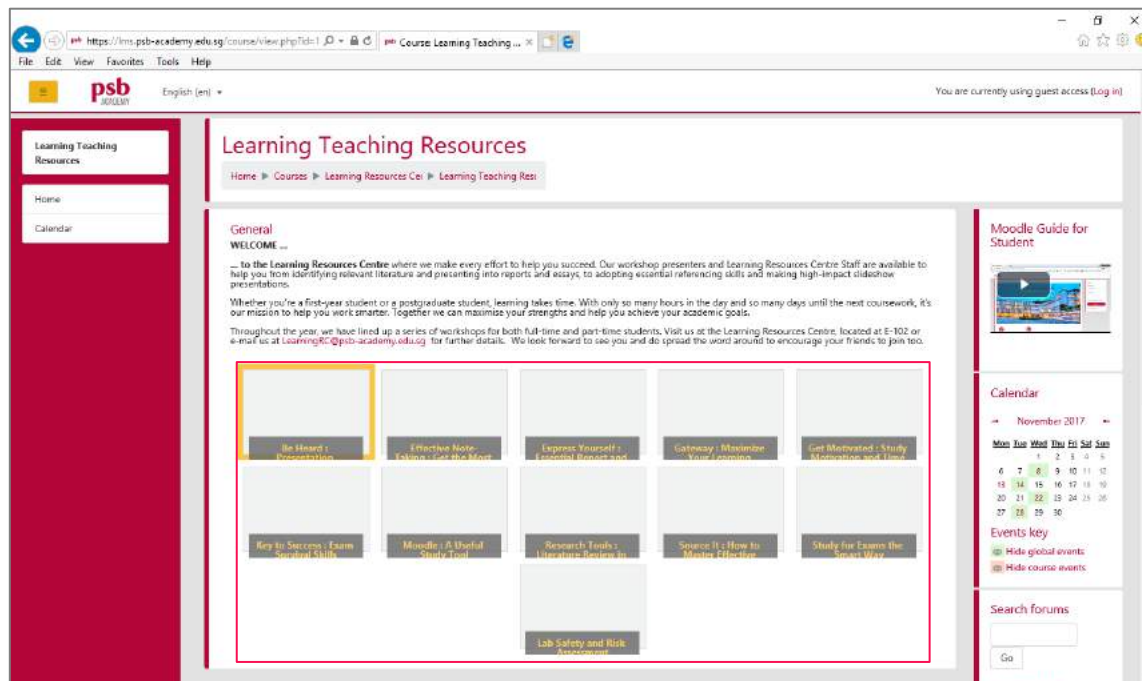 https://lms.psb-academy.edu.sg/course/view.php?id=1
Course: Learning Teaching ...
File Edit View Favorites Tools Help
psb
ACADEMY
English (en)
You are currently using guest access (Log in)
Learning Teaching
Resources
Home
Calendar
Learning Teaching Resources
Home ▶ Courses ▶ Learning Resources Cen ▶ Learning Teaching Reso
General
WELCOME ...
... to the Learning Resources Centre where we make every effort to help you succeed. Our workshop presenters and Learning Resources Centre Staff are available to
help you from identifying relevant literature and presenting into reports and essays, to adopting essential referencing skills and making high-impact slideshow
presentations.
Whether you're a first-year student or a postgraduate student, learning takes time. With only so many hours in the day and so many days until the next coursework, it's
our mission to help you work smarter. Together we can maximise your strengths and help you achieve your academic goals.
Throughout the year, we have lined up a series of workshops for both full-time and part-time students. Visit us at the Learning Resources Centre, located at E-102 or
e-mail us at LearningRC@psb-academy.edu.sg for further details. We look forward to see you and do spread the word around to encourage your friends to join too.
Be Heard :
Presentation
Effective Note-
Taking : Get the Most
Express Yourself :
Essential Report and
Gateway : Maximize
Your Learning
Get Motivated : Study
Motivation and Time
Key to Success : Exam
Survival Skills
Moodle : A Useful
Study Tool
Research Tools :
Literature Review in
Source It : How to
Master Effective
Study for Exams the
Smart Way
Lab Safety and Risk
Assessment
Moodle Guide for
Student
Calendar
November 2017
Mon Tue Wed Thu Fri Sat Sun
1 2 3 4 5
6 7 8 9 10 11 12
13 14 15 16 17 18 19
20 21 22 23 24 25 26
27 28 29 30
Events key
Hide global events
Hide course events
Search forums
Go